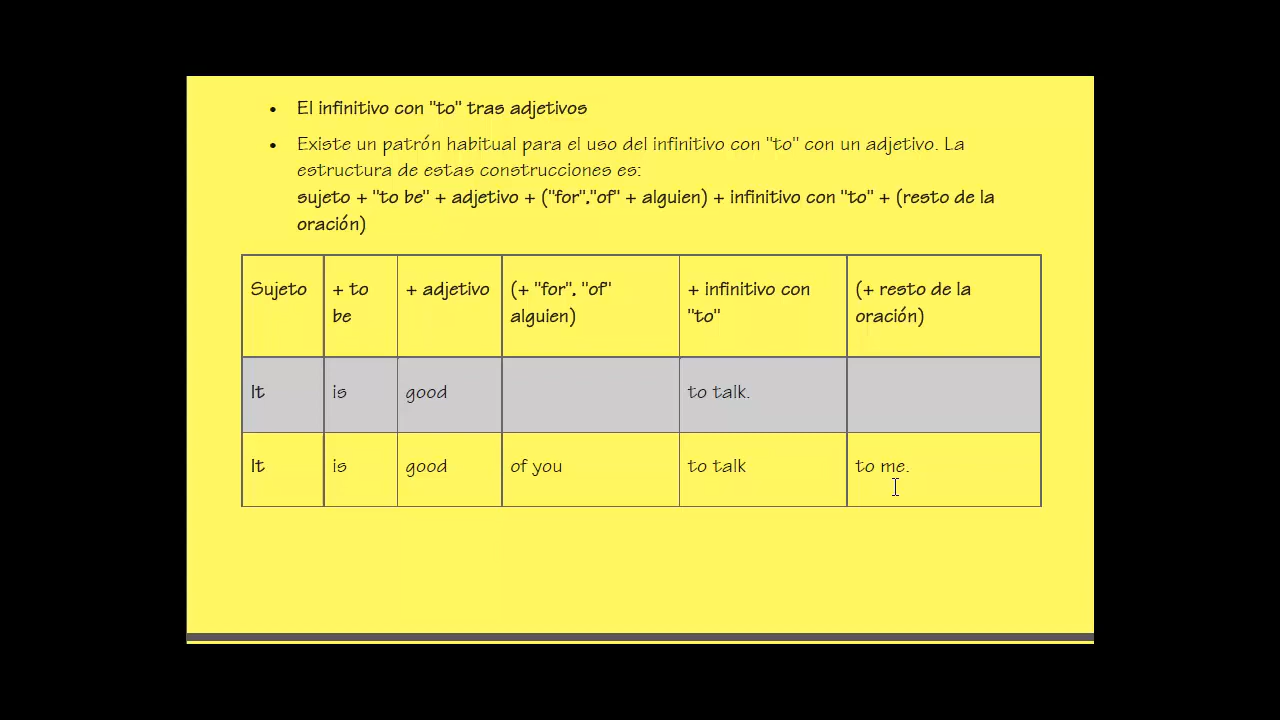 El infinitivo con "to" tras adjetivos
Existe un patrón habitual para el uso del infinitivo con "to" con un adjetivo. La
estructura de estas construcciones es:
sujeto + "to be" + adjetivo + ("for","of" + alguien) + infinitivo con "to" + (resto de la
oración)
Sujeto + to be + adjetivo (+ "for", "of" alguien) + infinitivo con "to" (+ resto de la oración)
It is good to talk.
It is good of you to talk to me.